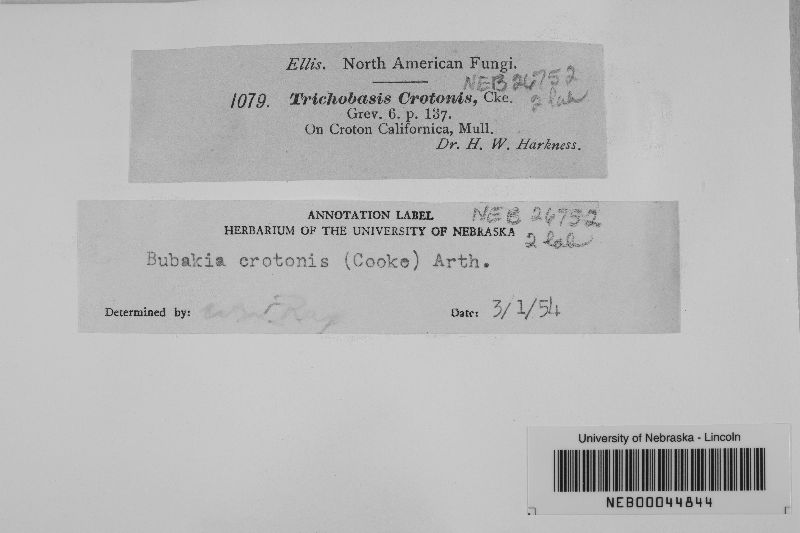 Ellis. North American Fungi.
NEB 26752
1079. Trichobasis Crotonis, Cke.
2 lab
Grev. 6. p. 137.
On Croton Californica, Mull.
Dr. H. W. Harkness.
ANNOTATION LABEL
NEB 26752
HERBARIUM OF THE UNIVERSITY OF NEBRASKA
2 lab
Bubakia crotonis (Cooke) Arth.
Determined by: Ray
Date: 3/1/54
University of Nebraska - Lincoln
NEB00044844